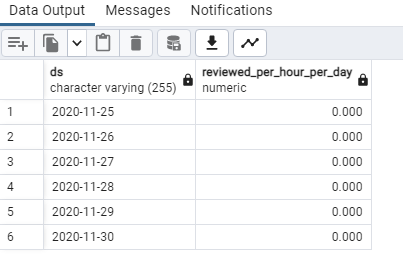 Data Output Messages Notifications
ds reviewed_per_hour_per_day
character varying (255) numeric
1 2020-11-25 0.000
2 2020-11-26 0.000
3 2020-11-27 0.000
4 2020-11-28 0.000
5 2020-11-29 0.000
6 2020-11-30 0.000